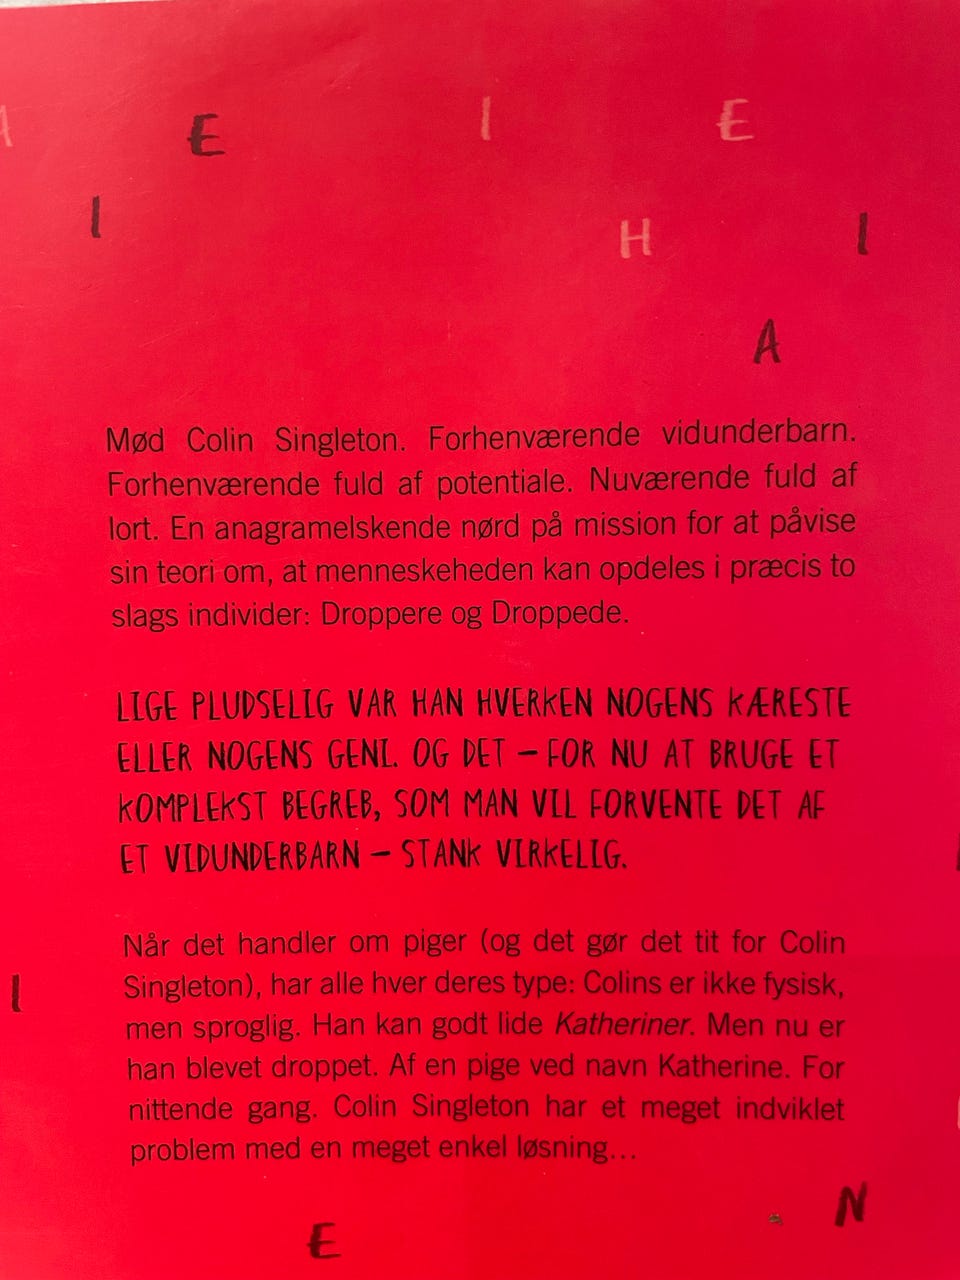 A E I E
I H I
A
Mød Colin Singleton. Forhenværende vidunderbarn.
Forhenværende fuld af potentiale. Nuværende fuld af
lort. En anagramelskende nørd på mission for at påvise
sin teori om, at menneskeheden kan opdeles i præcis to
slags individer: Droppere og Droppede.
LIGE PLUDSELIG VAR HAN HVERKEN NOGENS KÆRESTE
ELLER NOGENS GENI. OG DET – FOR NU AT BRUGE ET
KOMPLEKST BEGREB, SOM MAN VIL FORVENTE DET AF
ET VIDUNDERBARN – STANK VIRKELIG.
Når det handler om piger (og det gør det tit for Colin
Singleton), har alle hver deres type: Colins er ikke fysisk,
I
men sproglig. Han kan godt lide Katheriner. Men nu er
han blevet droppet. Af en pige ved navn Katherine. For
nittende gang. Colin Singleton har et meget indviklet
problem med en meget enkel løsning...
N
E